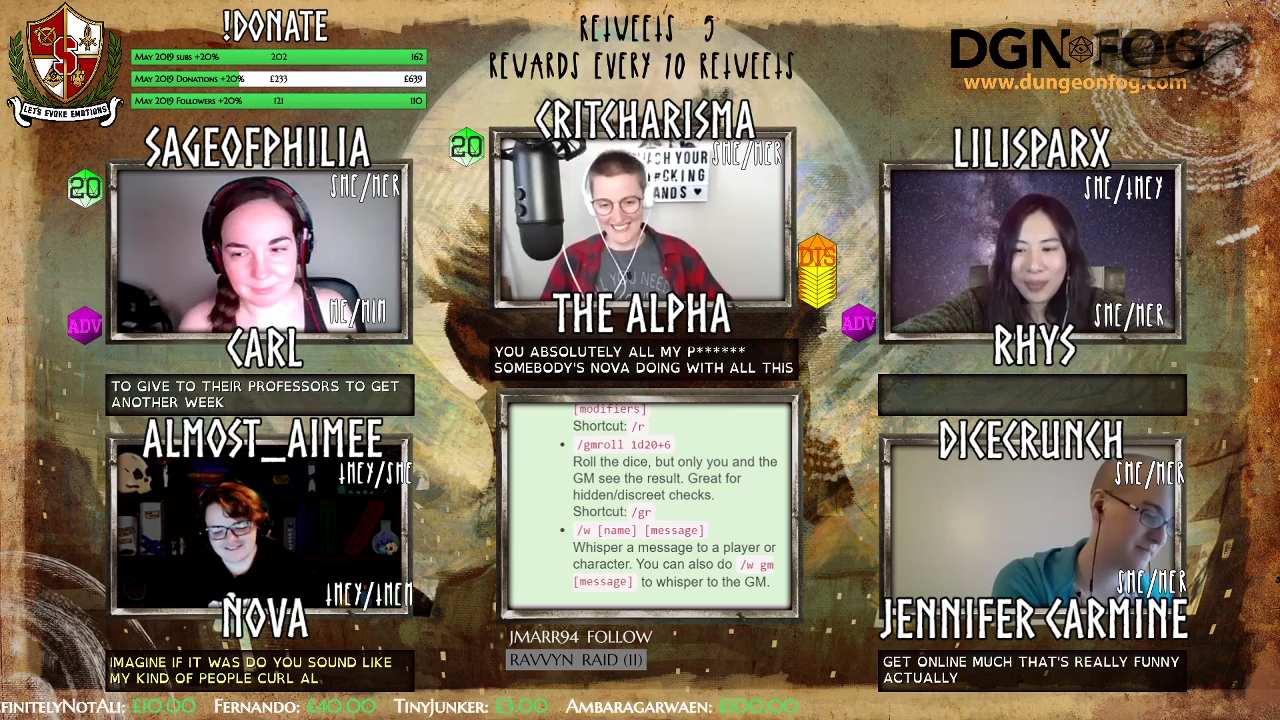 !DONATE
MAY 2019 SUBS +20% 202 162
MAY 2019 DONATIONS +20% £233 £639
MAY 2019 FOLLOWERS +20% 121 110
LET'S EVOKE EMOTIONS
RETWEETS 5
REWARDS EVERY 10 RETWEETS
DGNFOG
www.dungeonfog.com
SAGEOFPHILIA
SHE/HER
20
HE/HIM
ADV
CARL
TO GIVE TO THEIR PROFESSORS TO GET
ANOTHER WEEK
CRITCHARISMA
20
SHE/HER
YOUR
ANDS ♥
DIS
THE ALPHA
YOU ABSOLUTELY ALL MY P******
SOMEBODY'S NOVA DOING WITH ALL THIS
LILISPARX
SHE/THEY
SHE/HER
ADV
RHYS
ALMOST_AIMEE
THEY/SHE
THEY/THEM
NOVA
IMAGINE IF IT WAS DO YOU SOUND LIKE
MY KIND OF PEOPLE CURL AL
[modifiers]
Shortcut: /r
• /gmroll 1d20+6
Roll the dice, but only you and the
GM see the result. Great for
hidden/discreet checks.
Shortcut: /gr
• /w [name] [message]
Whisper a message to a player or
character. You can also do /w gm
[message] to whisper to the GM.
JMARR94 FOLLOW
RAVVYN RAID (11)
DICECRUNCH
SHE/HER
SHE/HER
JENNIFER CARMINE
GET ONLINE MUCH THAT'S REALLY FUNNY
ACTUALLY
FINITELYNOTALI: £10.00 FERNANDO: £40.00 TINYJUNKER: £3.00 AMBARAGARWAEN: £100.00